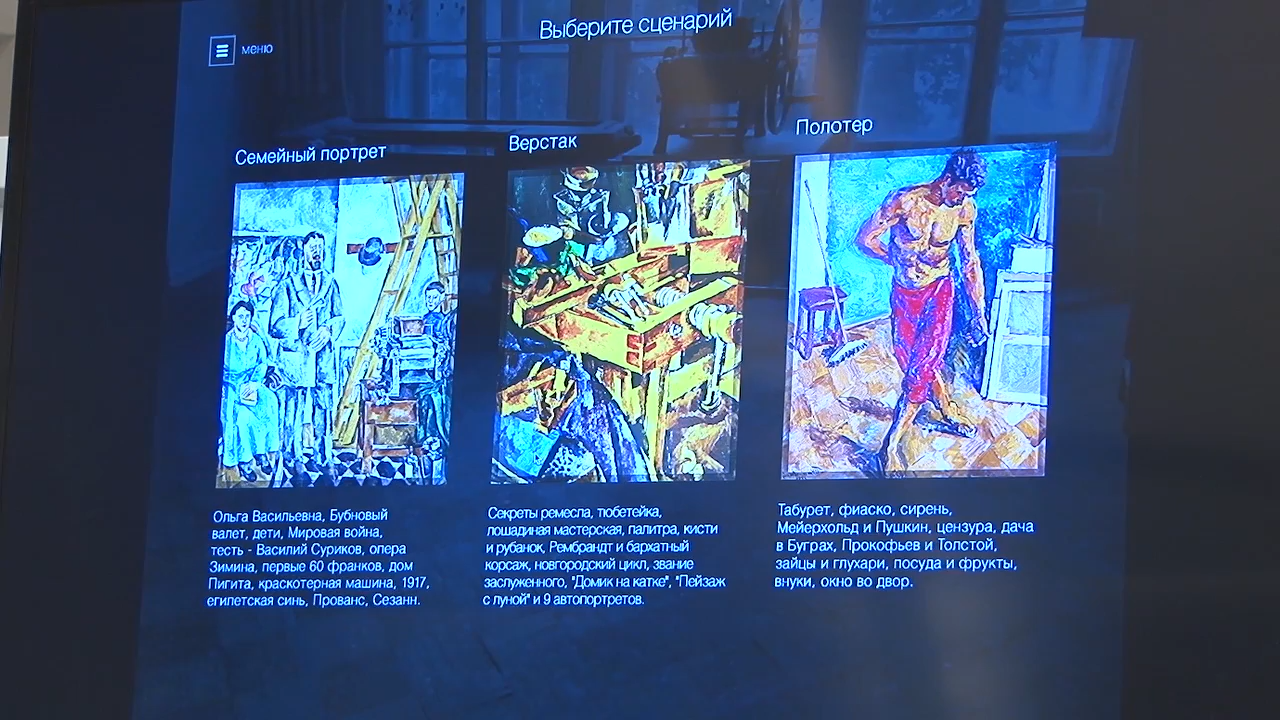 Выберите сценарий
меню
Семейный портрет
Ольга Васильевна, Бубновый
валет, дети, Мировая война,
тесть - Василий Суриков, опера
Зимина, первые 60 франков, дом
Пигита, краскотерная машина, 1917,
египетская синь, Прованс, Сезанн.
Верстак
Секреты ремесла, тюбетейка,
лошадиная мастерская, палитра, кисти
и рубанок, Рембрандт и бархатный
корсаж, новгородский цикл, звание
заслуженного, "Домик на катке", "Пейзаж
с луной" и 9 автопортретов.
Полотер
Табурет, фиаско, сирень,
Мейерхольд и Пушкин, цензура, дача
в Буграх, Прокофьев и Толстой,
зайцы и глухари, посуда и фрукты,
внуки, окно во двор.